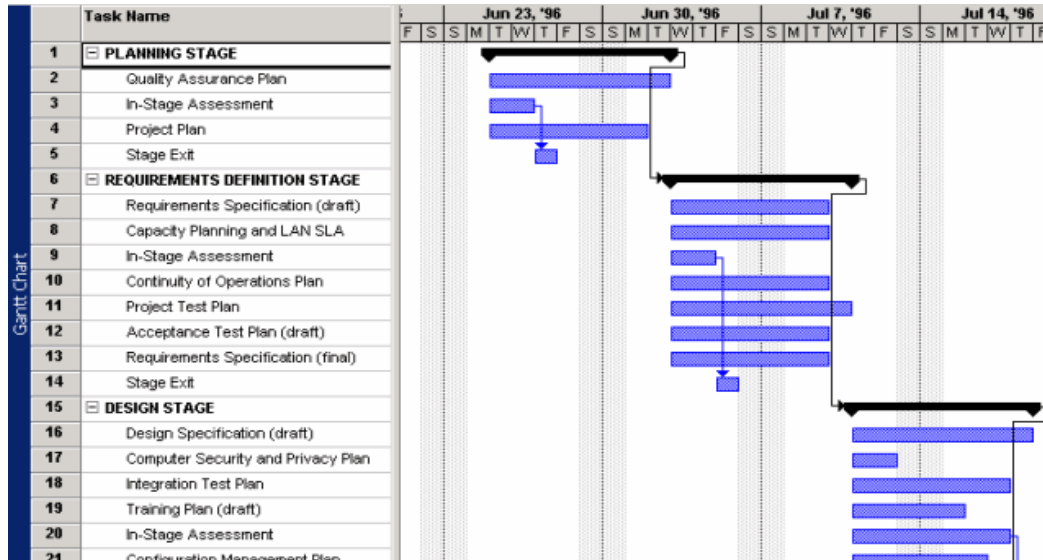 Task Name
Jun 23, '96 Jun 30, '96 Jul 7, '96 Jul 14, '96
F S S M T W T F S S M T W T F S S M T W T F S S M T W T F
1 PLANNING STAGE
2 Quality Assurance Plan
3 In-Stage Assessment
4 Project Plan
5 Stage Exit
6 REQUIREMENTS DEFINITION STAGE
7 Requirements Specification (draft)
8 Capacity Planning and LAN SLA
9 In-Stage Assessment
10 Continuity of Operations Plan
11 Project Test Plan
12 Acceptance Test Plan (draft)
13 Requirements Specification (final)
14 Stage Exit
15 DESIGN STAGE
16 Design Specification (draft)
17 Computer Security and Privacy Plan
18 Integration Test Plan
19 Training Plan (draft)
20 In-Stage Assessment
21 Configuration Management Plan
Gantt Chart